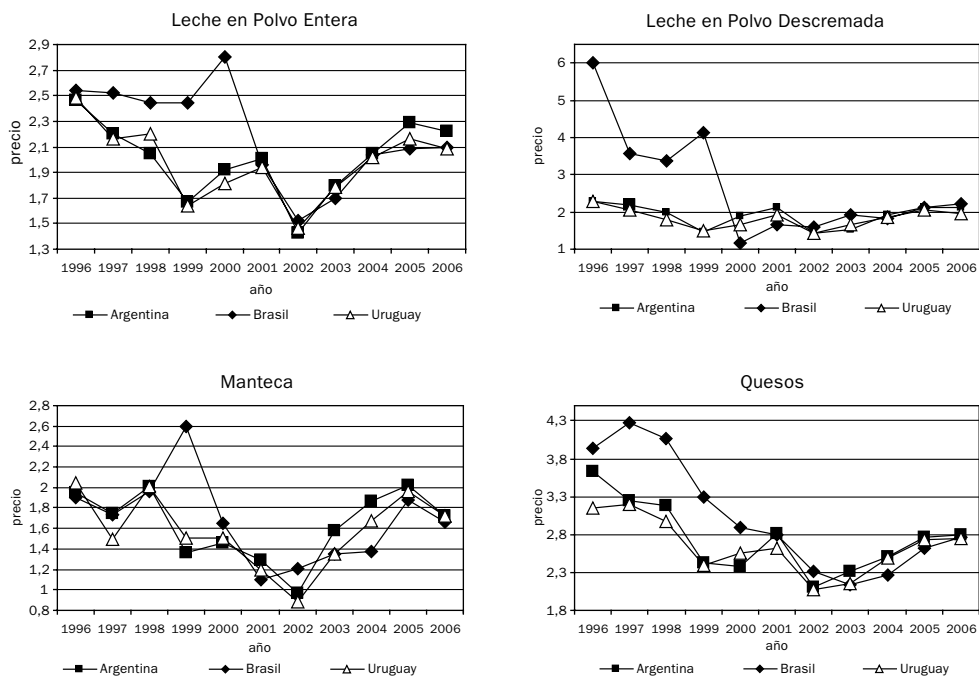 Leche en Polvo Entera
2,9
2,7
2,5
2,3
2,1
1,9
1,7
1,5
1,3
precio
1996 1997 1998 1999 2000 2001 2002 2003 2004 2005 2006
año
Argentina Brasil Uruguay
Leche en Polvo Descremada
6
5
4
3
2
1
precio
1996 1997 1998 1999 2000 2001 2002 2003 2004 2005 2006
año
Argentina Brasil Uruguay
Manteca
2,8
2,6
2,4
2,2
2
1,8
1,6
1,4
1,2
1
0,8
precio
1996 1997 1998 1999 2000 2001 2002 2003 2004 2005 2006
año
Argentina Brasil Uruguay
Quesos
4,3
3,8
3,3
2,8
2,3
1,8
precio
1996 1997 1998 1999 2000 2001 2002 2003 2004 2005 2006
año
Argentina Brasil Uruguay